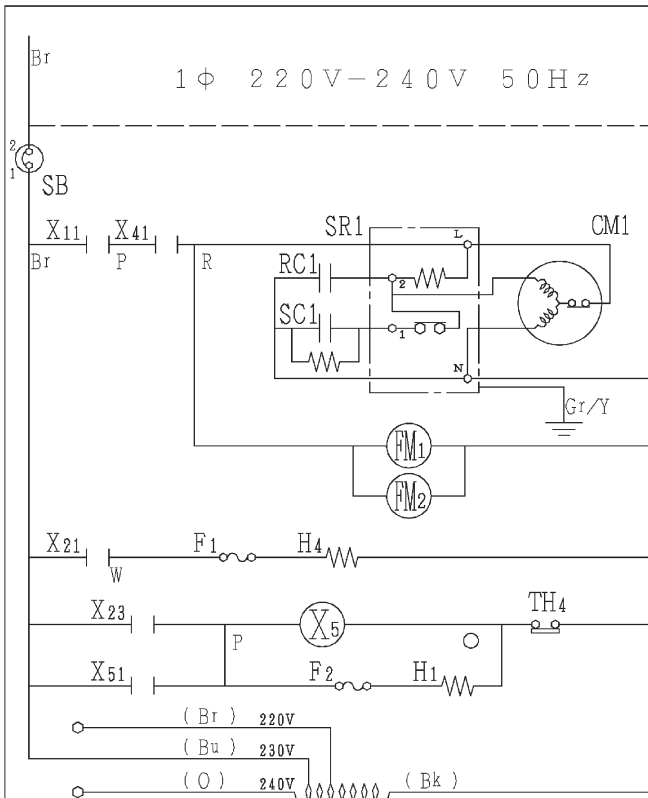 Br
1Φ 220V-240V 50Hz
2
1
SB
X11 X41 SR1 L CM1
Br P R
RC1 2
SC1 1
N
Gr/Y
FM1
FM2
X21 F1 H4
W
X23 X5 TH4
P
X51 F2 H1
(Br) 220V
(Bu) 230V
(O) 240V (Bk)